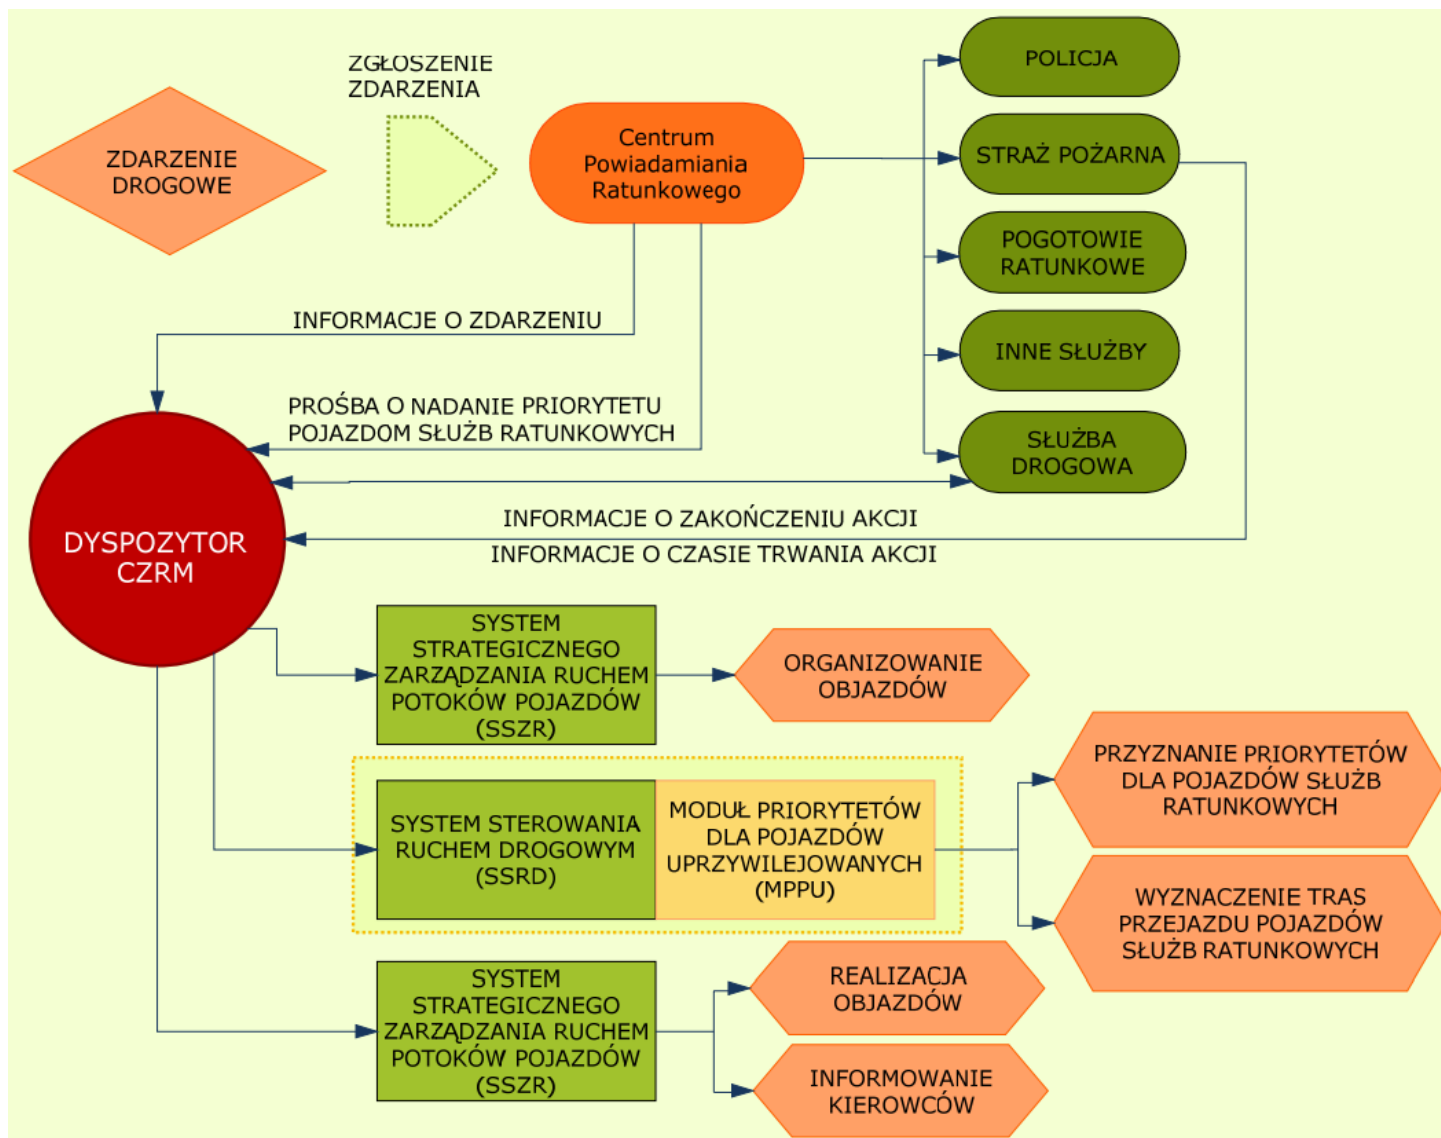 ZGŁOSZENIE
ZDARZENIA
ZDARZENIE
DROGOWE
Centrum
Powiadamiania
Ratunkowego
POLICJA
STRAŻ POŻARNA
POGOTOWIE
RATUNKOWE
INNE SŁUŻBY
SŁUŻBA
DROGOWA
INFORMACJE O ZDARZENIU
PROŚBA O NADANIE PRIORYTETU
POJAZDOM SŁUŻB RATUNKOWYCH
INFORMACJE O ZAKOŃCZENIU AKCJI
INFORMACJE O CZASIE TRWANIA AKCJI
DYSPOZYTOR
CZRM
SYSTEM
STRATEGICZNEGO
ZARZĄDZANIA RUCHEM
POTOKÓW POJAZDÓW
(SSZR)
ORGANIZOWANIE
OBJAZDÓW
SYSTEM STEROWANIA
RUCHEM DROGOWYM
(SSRD)
MODUŁ PRIORYTETÓW
DLA POJAZDÓW
UPRZYWILEJOWANYCH
(MPPU)
PRZYZNANIE PRIORYTETÓW
DLA POJAZDÓW SŁUŻB
RATUNKOWYCH
WYZNACZENIE TRAS
PRZEJAZDU POJAZDÓW
SŁUŻB RATUNKOWYCH
SYSTEM
STRATEGICZNEGO
ZARZĄDZANIA RUCHEM
POTOKÓW POJAZDÓW
(SSZR)
REALIZACJA
OBJAZDÓW
INFORMOWANIE
KIEROWCÓW